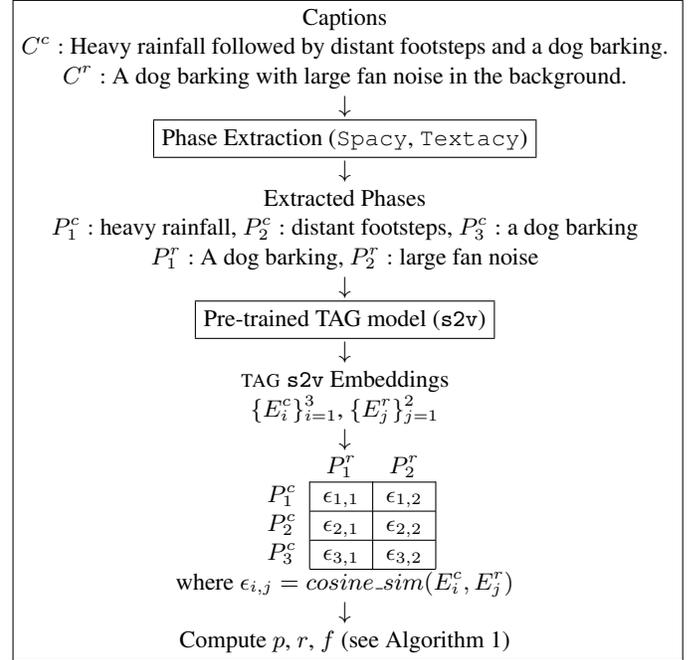 Captions
C^c : Heavy rainfall followed by distant footsteps and a dog barking.
C^r : A dog barking with large fan noise in the background.
↓
Phase Extraction (Spacy, Textacy)
↓
Extracted Phases
P_1^c : heavy rainfall, P_2^c : distant footsteps, P_3^c : a dog barking
P_1^r : A dog barking, P_2^r : large fan noise
↓
Pre-trained TAG model (s2v)
↓
TAG s2v Embeddings
{E_i^c}_{i=1}^3, {E_j^r}_{j=1}^2
↓
P_1^r P_2^r
P_1^c ϵ_{1,1} ϵ_{1,2}
P_2^c ϵ_{2,1} ϵ_{2,2}
P_3^c ϵ_{3,1} ϵ_{3,2}
where ϵ_{i,j} = cosine_sim(E_i^c, E_j^r)
↓
Compute p, r, f (see Algorithm 1)